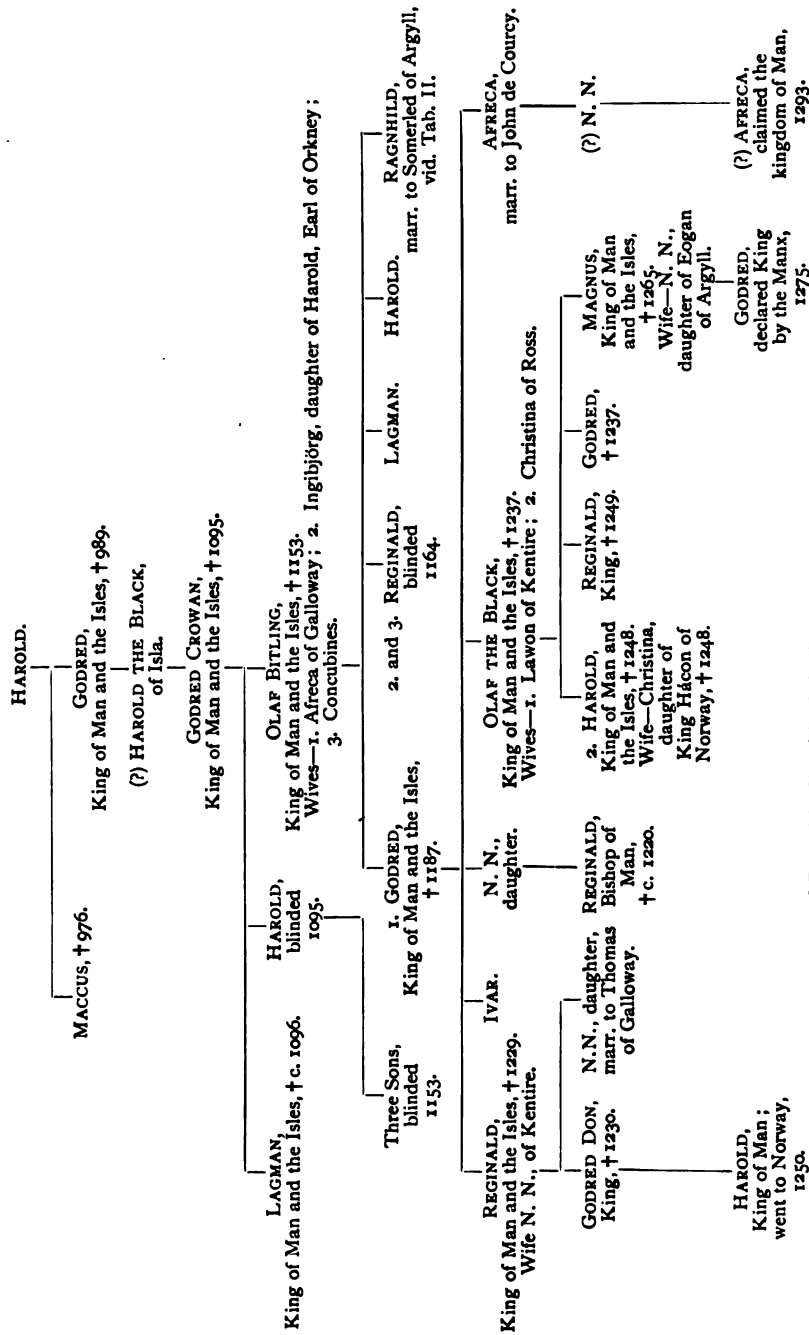 HAROLD.
MACCUS, † 976.
GODRED,
King of Man and the Isles, † 989.
(?) HAROLD THE BLACK,
of Isla.
GODRED CROWAN,
King of Man and the Isles, † 1095.
LAGMAN,
King of Man and the Isles, † c. 1096.
HAROLD,
blinded
1095.
OLAF BITLING,
King of Man and the Isles, † 1153.
Wives—1. Afreca of Galloway; 2. Ingibjörg, daughter of Harold, Earl of Orkney;
3. Concubines.
Three Sons,
blinded
1153.
1. GODRED,
King of Man and the Isles,
† 1187.
2. and 3. REGINALD,
blinded
1164.
LAGMAN.
HAROLD.
RAGNHILD,
marr. to Somerled of Argyll,
vid. Tab. II.
REGINALD,
King of Man and the Isles, † 1229.
Wife N. N., of Kentire.
IVAR.
N. N.,
daughter.
OLAF THE BLACK,
King of Man and the Isles, † 1237.
Wives—1. Lawon of Kentire; 2. Christina of Ross.
AFRECA,
marr. to John de Courcy.
GODRED DON,
King, † 1230.
N.N., daughter,
marr. to Thomas
of Galloway.
REGINALD,
Bishop of
Man,
† c. 1220.
2. HAROLD,
King of Man and
the Isles, † 1248.
Wife—Christina,
daughter of
King Hácon of
Norway, † 1248.
REGINALD,
King, † 1249.
GODRED,
† 1237.
MAGNUS,
King of Man
and the Isles,
† 1265.
Wife—N. N.,
daughter of Eogan
of Argyll.
(?) N. N.
HAROLD,
King of Man;
went to Norway,
1250.
GODRED,
declared King
by the Manx,
1275.
(?) AFRECA,
claimed the
kingdom of Man,
1293.